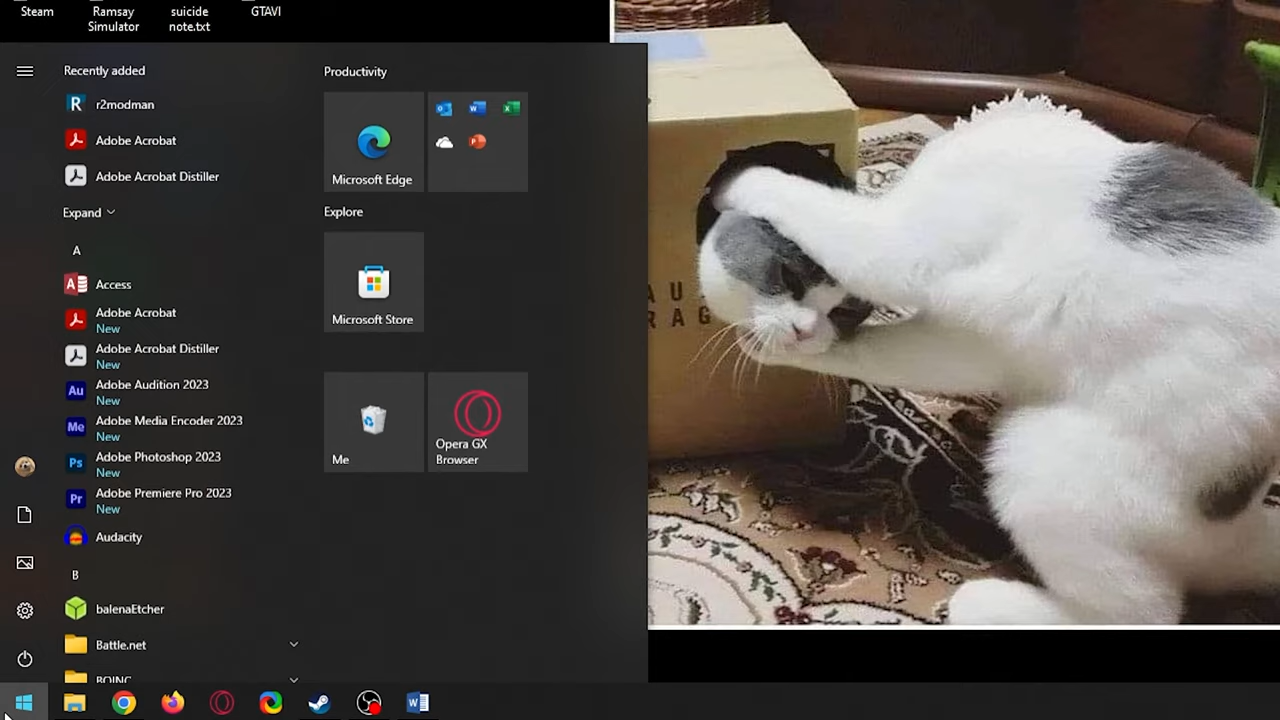 Steam
Ramsay
Simulator
suicide
note.txt
GTAVI
Recently added
r2modman
Adobe Acrobat
Adobe Acrobat Distiller
Expand
A
Access
Adobe Acrobat
New
Adobe Acrobat Distiller
New
Adobe Audition 2023
New
Adobe Media Encoder 2023
New
Adobe Photoshop 2023
New
Adobe Premiere Pro 2023
New
Audacity
B
balenaEtcher
Battle.net
BOINC
Productivity
Microsoft Edge
Explore
Microsoft Store
Me
Opera GX
Browser